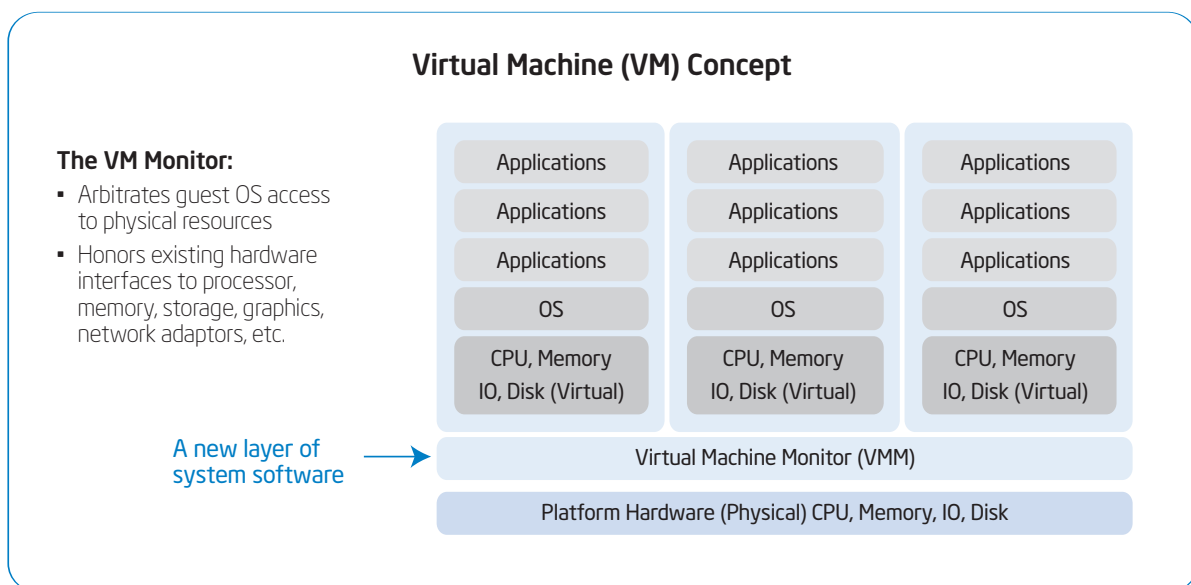 Virtual Machine (VM) Concept
The VM Monitor:
▪ Arbitrates guest OS access
to physical resources
▪ Honors existing hardware
interfaces to processor,
memory, storage, graphics,
network adaptors, etc.
A new layer of
system software
Applications
Applications
Applications
OS
CPU, Memory
IO, Disk (Virtual)
Applications
Applications
Applications
OS
CPU, Memory
IO, Disk (Virtual)
Applications
Applications
Applications
OS
CPU, Memory
IO, Disk (Virtual)
Virtual Machine Monitor (VMM)
Platform Hardware (Physical) CPU, Memory, IO, Disk